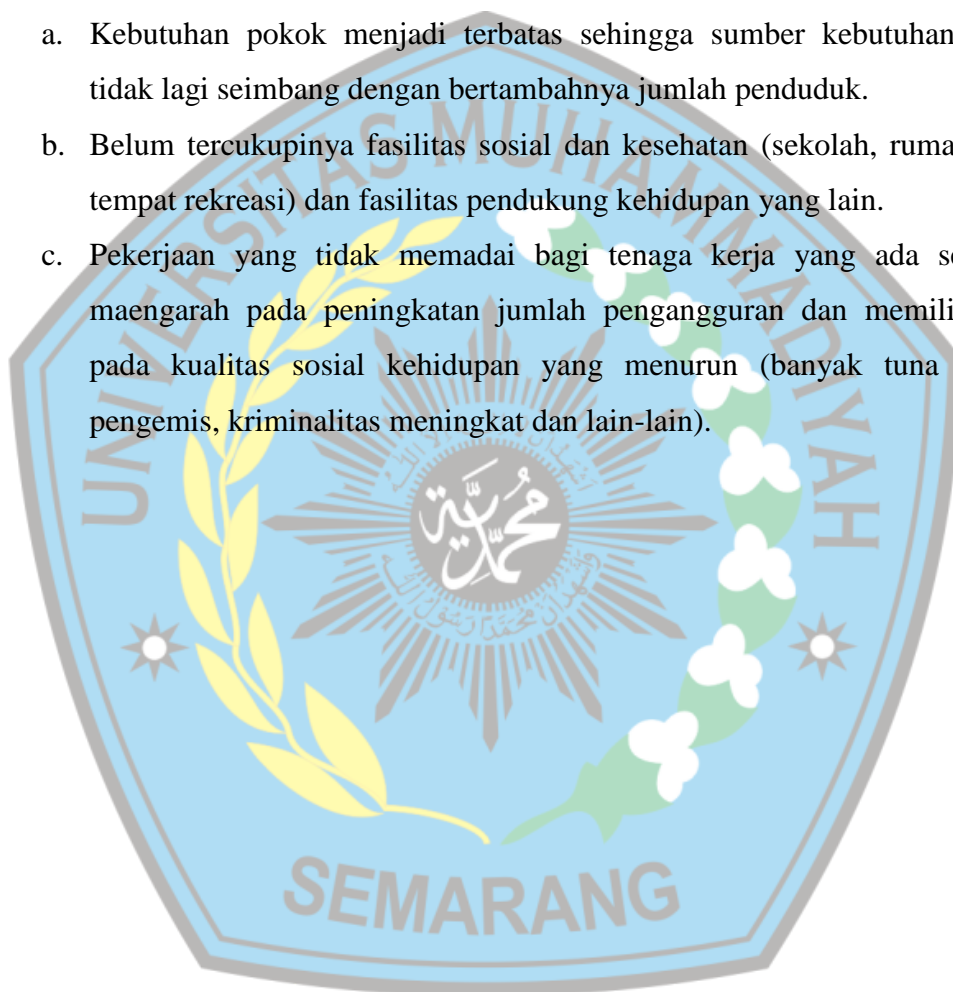 a. Kebutuhan pokok menjadi terbatas sehingga sumber kebutuhan
tidak lagi seimbang dengan bertambahnya jumlah penduduk.
b. Belum tercukupinya fasilitas sosial dan kesehatan (sekolah, ruma
tempat rekreasi) dan fasilitas pendukung kehidupan yang lain.
c. Pekerjaan yang tidak memadai bagi tenaga kerja yang ada se
maengarah pada peningkatan jumlah pengangguran dan memili
pada kualitas sosial kehidupan yang menurun (banyak tuna
pengemis, kriminalitas meningkat dan lain-lain).
UNIVERSITAS MUHAMMADIYAH
محمدية
SEMARANG